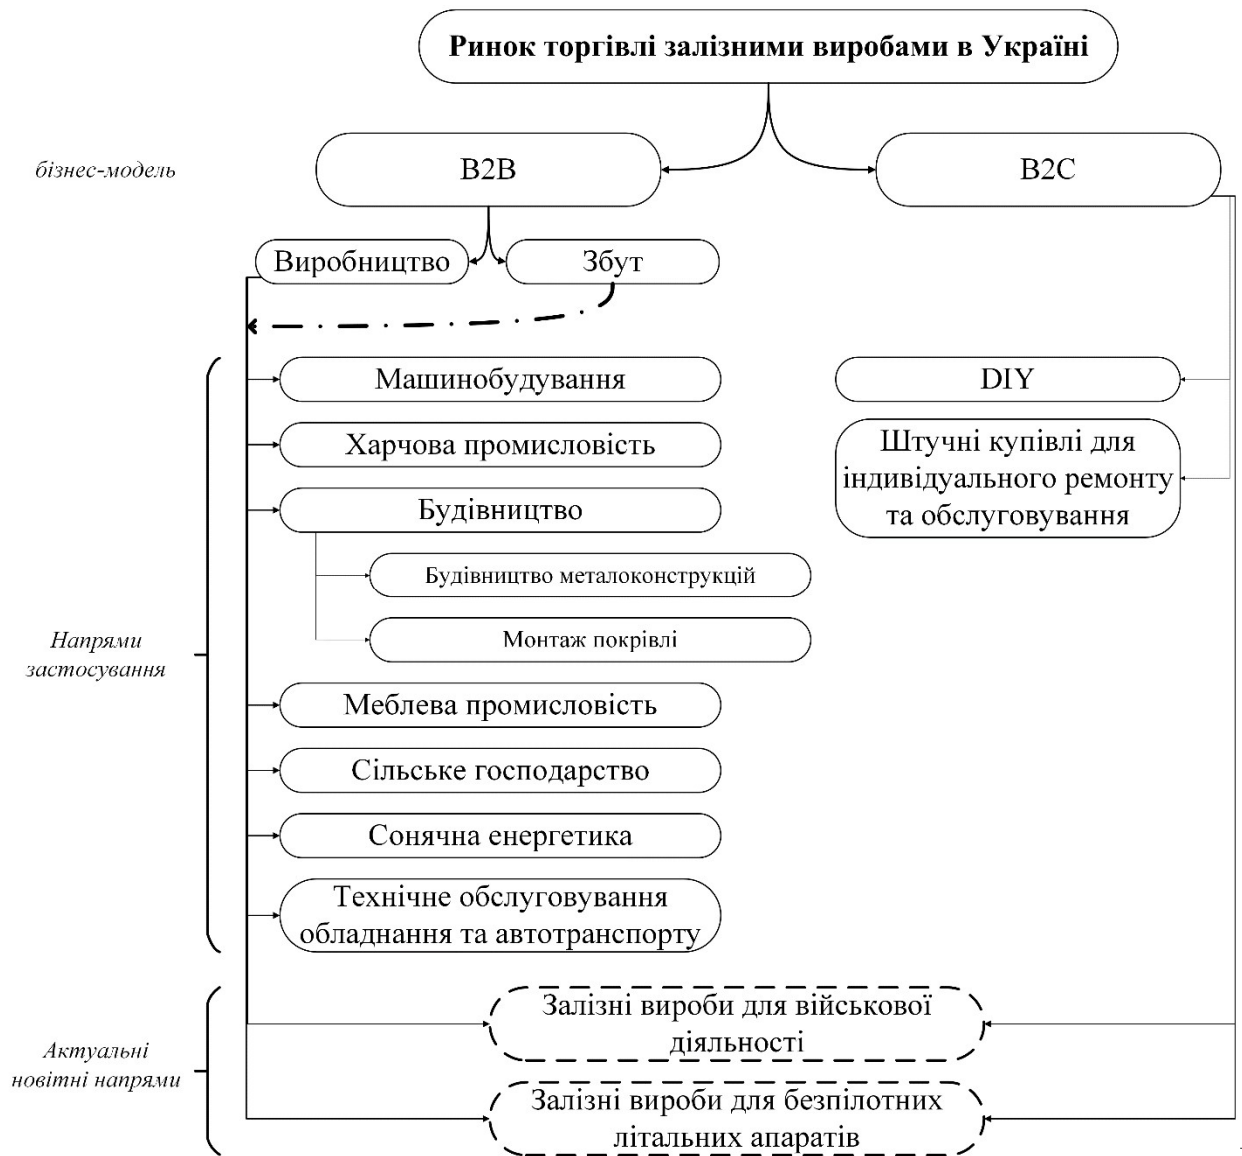 Ринок торгівлі залізними виробами в Україні
бізнес-модель
B2B
B2C
Виробництво
Збут
Машинобудування
DIY
Харчова промисловість
Штучні купівлі для
індивідуального ремонту
та обслуговування
Будівництво
Будівництво металоконструкцій
Монтаж покрівлі
Напрями
застосування
Меблева промисловість
Сільське господарство
Сонячна енергетика
Технічне обслуговування
обладнання та автотранспорту
Актуальні
новітні напрями
Залізні вироби для військової
діяльності
Залізні вироби для безпілотних
літальних апаратів